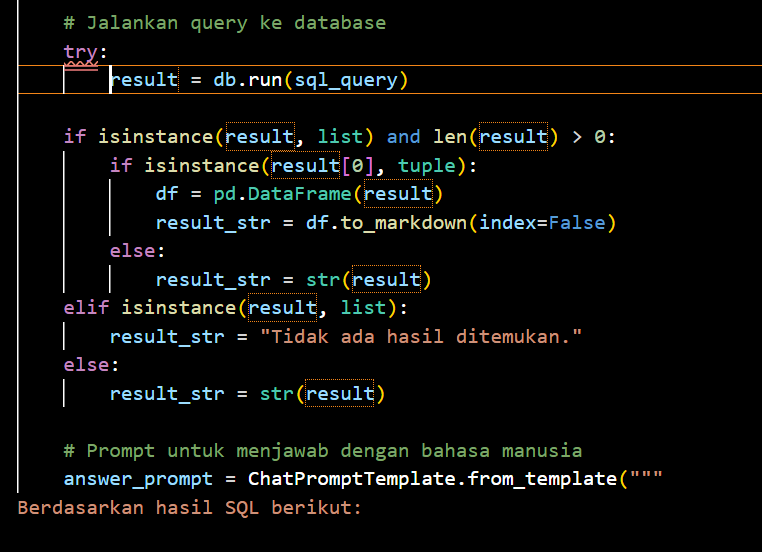 # Jalankan query ke database
try:
result = db.run(sql_query)
if isinstance(result, list) and len(result) > 0:
if isinstance(result[0], tuple):
df = pd.DataFrame(result)
result_str = df.to_markdown(index=False)
else:
result_str = str(result)
elif isinstance(result, list):
result_str = "Tidak ada hasil ditemukan."
else:
result_str = str(result)
# Prompt untuk menjawab dengan bahasa manusia
answer_prompt = ChatPromptTemplate.from_template("""
Berdasarkan hasil SQL berikut: